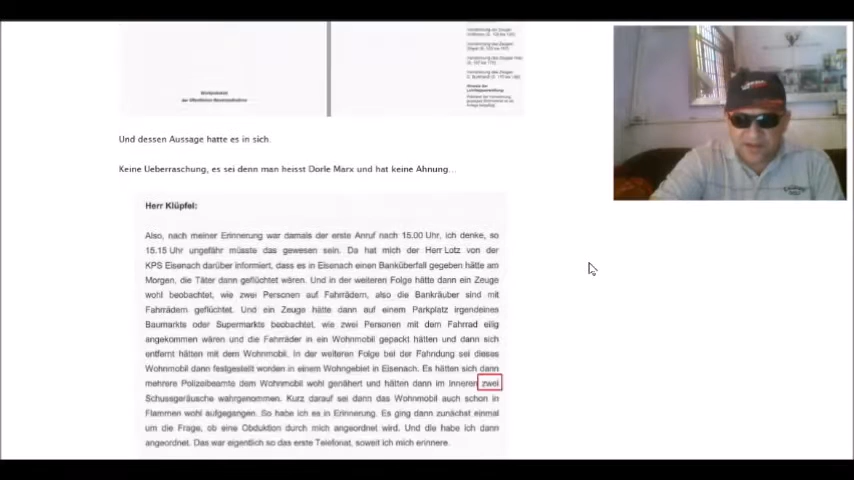 Und dessen Aussage hatte es in sich.
Keine Ueberraschung, es sei denn man heisst Dorle Marx und hat keine Ahnung...
Herr Klüpfel:
Also, nach meiner Erinnerung war damals der erste Anruf nach 15.00 Uhr, ich denke, so
15.15 Uhr ungefähr müsste das gewesen sein. Da hat mich der Herr Lotz von der
KPS Eisenach darüber informiert, dass es in Eisenach einen Banküberfall gegeben hätte am
Morgen, die Täter dann geflüchtet wären. Und in der weiteren Folge hätte dann ein Zeuge
wohl beobachtet, wie zwei Personen auf Fahrrädern, also die Bankräuber sind mit
Fahrrädern geflüchtet. Und ein Zeuge hätte dann auf einem Parkplatz irgendeines
Baumarkts oder Supermarkts beobachtet, wie zwei Personen mit dem Fahrrad eilig
angekommen wären und die Fahrräder in ein Wohnmobil gepackt hätten und dann sich
entfernt hätten mit dem Wohnmobil. In der weiteren Folge bei der Fahndung sei dieses
Wohnmobil dann festgestellt worden in einem Wohngebiet in Eisenach. Es hätten sich dann
mehrere Polizeibeamte dem Wohnmobil wohl genähert und hätten dann im Inneren zwei
Schussgeräusche wahrgenommen. Kurz darauf sei dann das Wohnmobil auch schon in
Flammen wohl aufgegangen. So habe ich es in Erinnerung. Es ging dann zunächst einmal
um die Frage, ob eine Obduktion durch mich angeordnet wird. Und die habe ich dann
angeordnet. Das war eigentlich so das erste Telefonat, soweit ich mich erinnere.